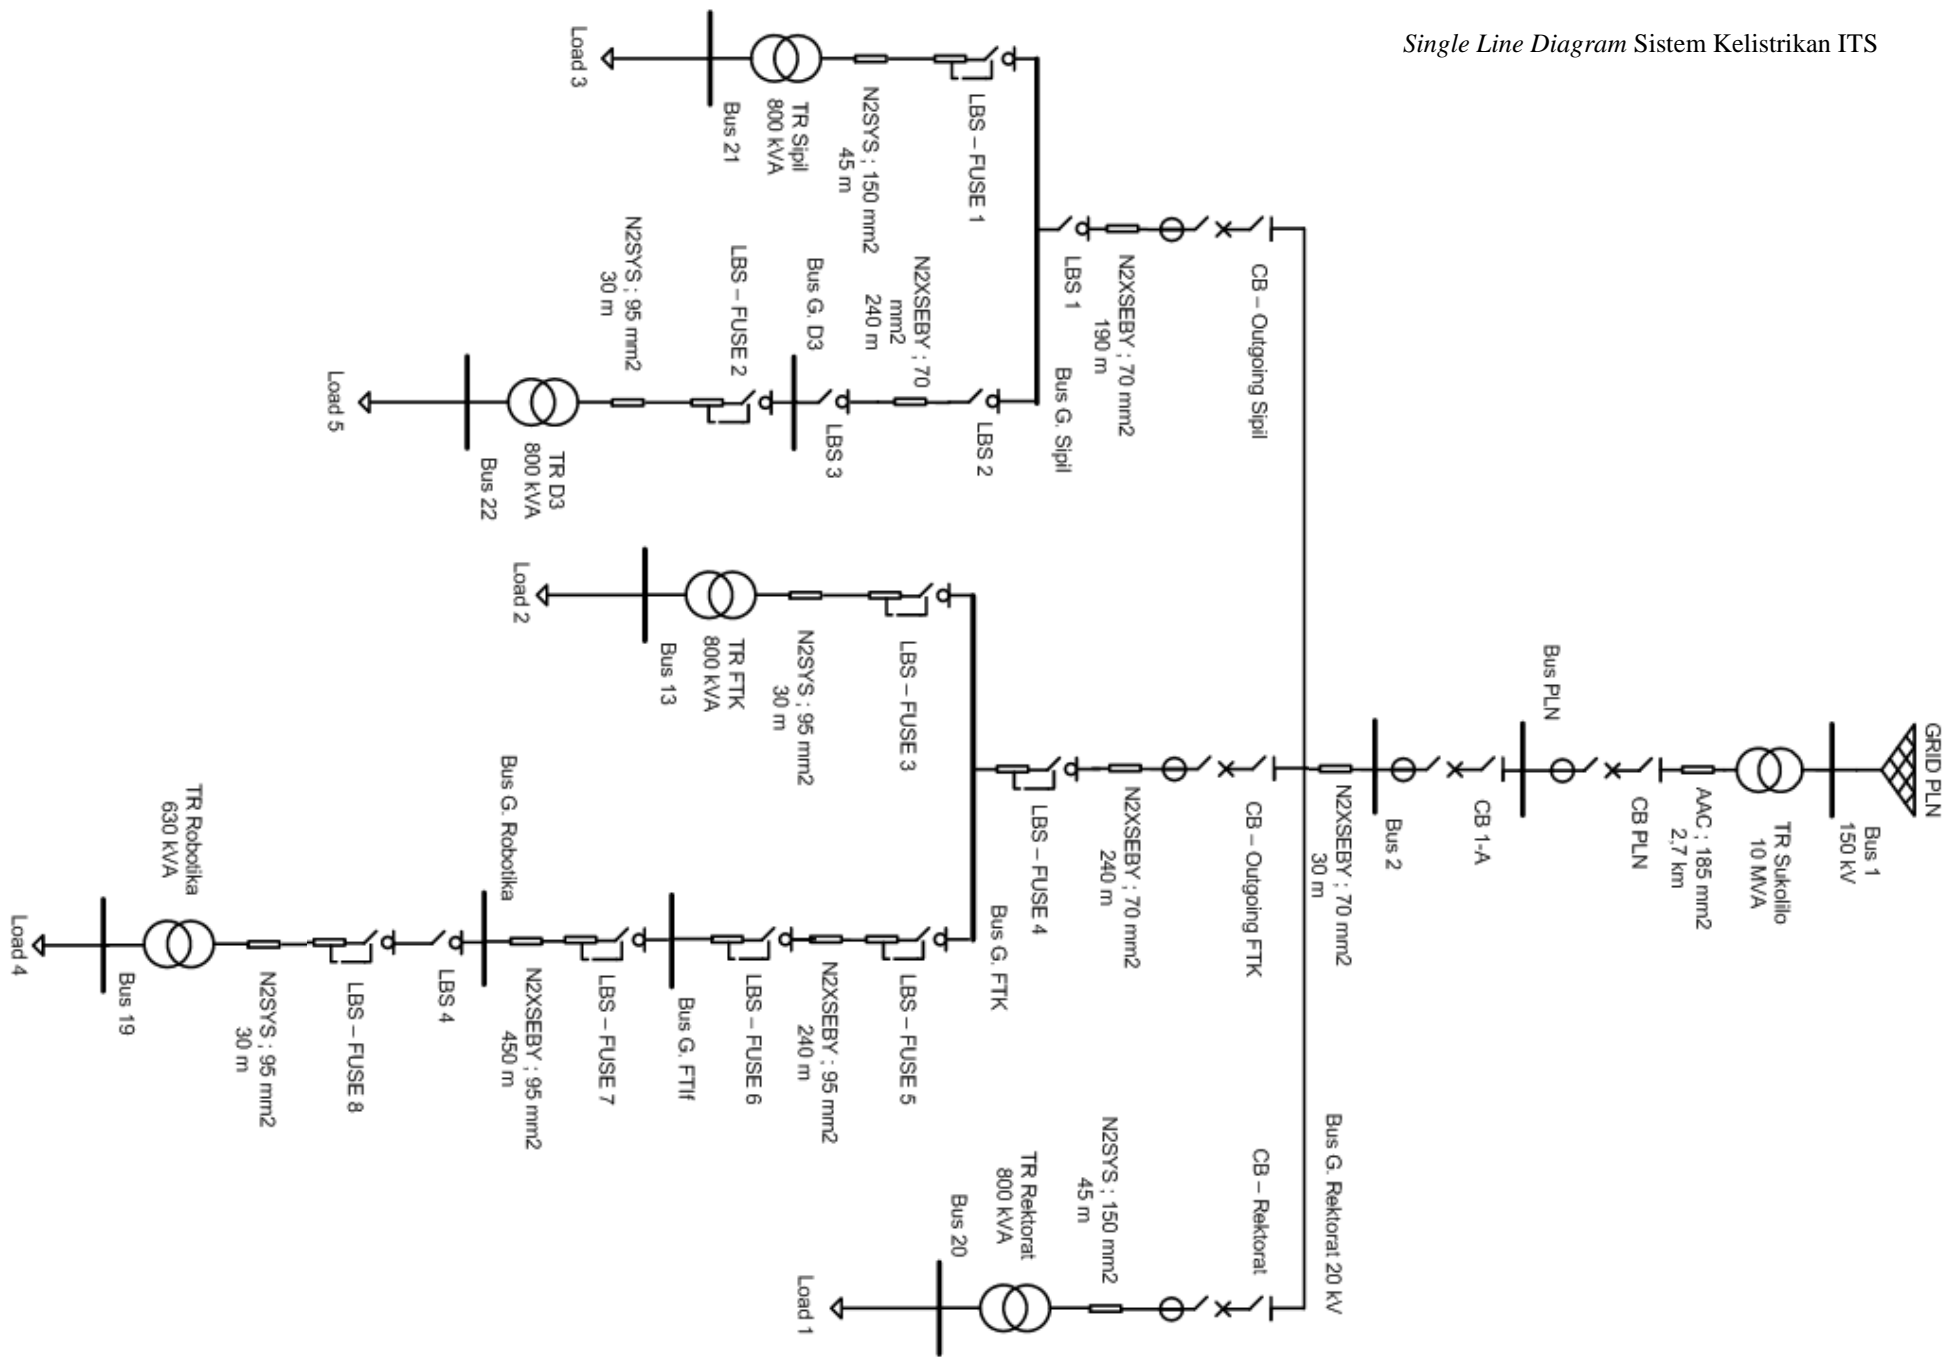 Single Line Diagram Sistem Kelistrikan ITS
GRID PLN
Bus 1
150 kV
TR Sukolilo
10 MVA
AAC ; 185 mm2
2,7 km
CB PLN
Bus PLN
CB 1-A
Bus 2
N2XSEBY ; 70 mm2
30 m
Bus G. Rektorat 20 kV
CB – Outgoing Sipil
N2XSEBY ; 70 mm2
190 m
LBS 1
Bus G. Sipil
LBS – FUSE 1
N2SYS ; 150 mm2
45 m
TR Sipil
800 kVA
Bus 21
Load 3
LBS 2
N2XSEBY ; 70
mm2
240 m
LBS 3
Bus G. D3
LBS – FUSE 2
N2SYS ; 95 mm2
30 m
TR D3
800 kVA
Bus 22
Load 5
CB – Outgoing FTK
N2XSEBY ; 70 mm2
240 m
LBS – FUSE 4
Bus G. FTK
LBS – FUSE 3
N2SYS ; 95 mm2
30 m
TR FTK
800 kVA
Bus 13
Load 2
LBS – FUSE 5
N2XSEBY ; 95 mm2
240 m
LBS – FUSE 6
Bus G. FTIf
LBS – FUSE 7
N2XSEBY ; 95 mm2
450 m
Bus G. Robotika
LBS 4
LBS – FUSE 8
N2SYS ; 95 mm2
30 m
TR Robotika
630 kVA
Bus 19
Load 4
CB – Rektorat
N2SYS ; 150 mm2
45 m
TR Rektorat
800 kVA
Bus 20
Load 1